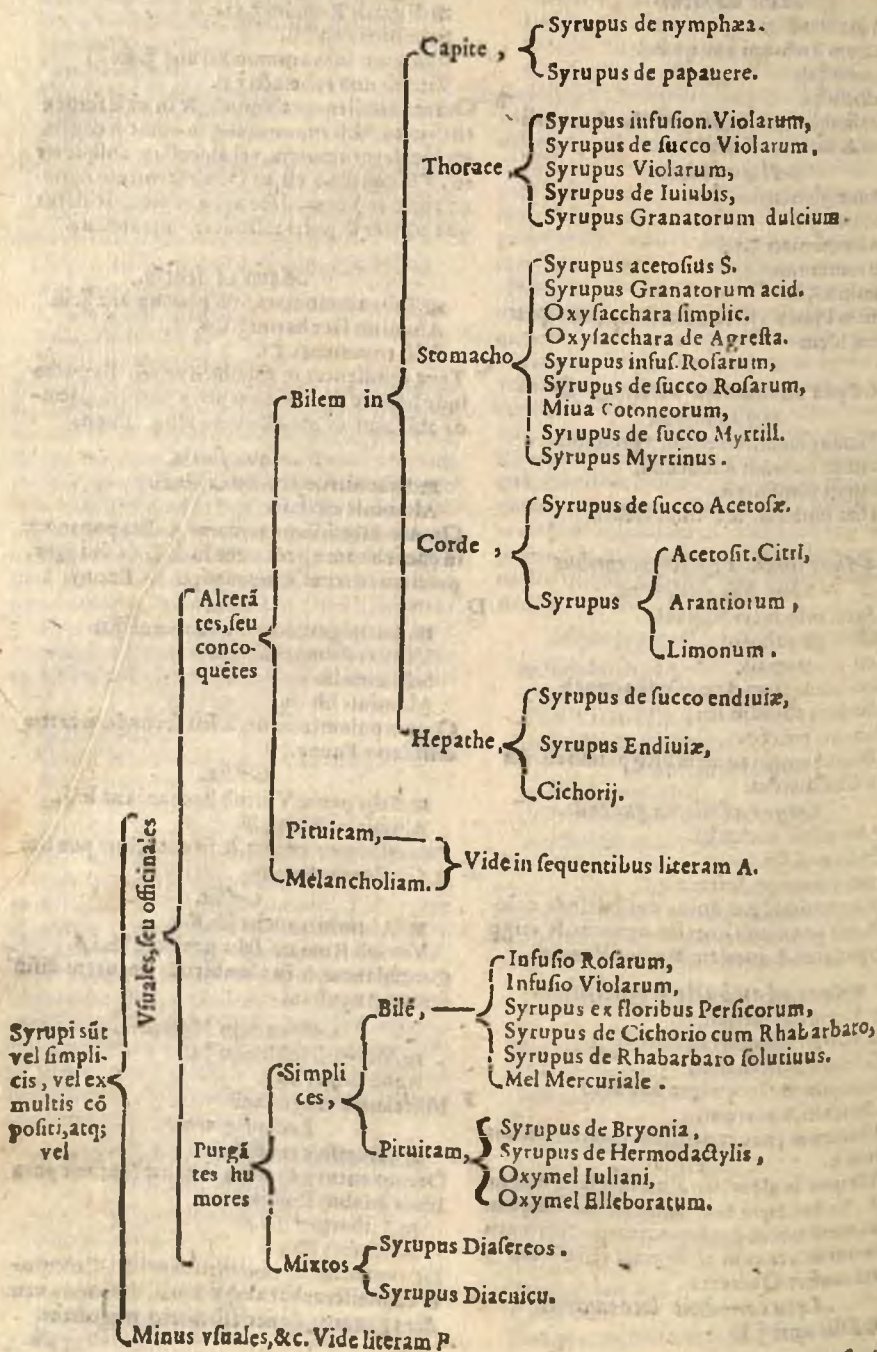 Syrupi sũt
vel ſimpli-
cis, vel ex
multis cõ
poſiti, atq;
vel
Vſuales, ſeu officinales
Alterã
tes, ſeu
conco-
quẽtes
Bilem in
Capite,
Syrupus de nymphæa.
Syrupus de papauere.
Thorace,
Syrupus infuſion. Violarum,
Syrupus de ſucco Violarum,
Syrupus Violarum,
Syrupus de Iuiubis,
Syrupus Granatorum dulcium.
Stomacho
Syrupus acetoſius S.
Syrupus Granatorum acid.
Oxyſacchara ſimplic.
Oxyſacchara de Agreſta.
Syrupus infuſ. Roſarum,
Syrupus de ſucco Roſarum,
Miua Cotoneorum,
Syrupus de ſucco Myrtill.
Syrupus Myrtinus.
Corde,
Syrupus de ſucco Acetoſæ.
Syrupus
Acetoſit. Citri,
Arantiorum,
Limonum.
Hepathe,
Syrupus de ſucco endiuiæ,
Syrupus Endiuiæ,
Cichorij.
Pituitam,
Melancholiam.
Vide in ſequentibus literam A.
Purgã
tes hu
mores
Simpli
ces,
Bilẽ,
Infuſio Roſarum,
Infuſio Violarum,
Syrupus ex floribus Perſicorum,
Syrupus de Cichorio cum Rhabarbaro,
Syrupus de Rhabarbaro ſolutiuus.
Mel Mercuriale.
Pituitam,
Syrupus de Bryonia,
Syrupus de Hermodactylis,
Oxymel Iuliani,
Oxymel Elleboratum.
Mixtos
Syrupus Diaſereos.
Syrupus Diacnicu.
Minus vſuales, &c. Vide literam P